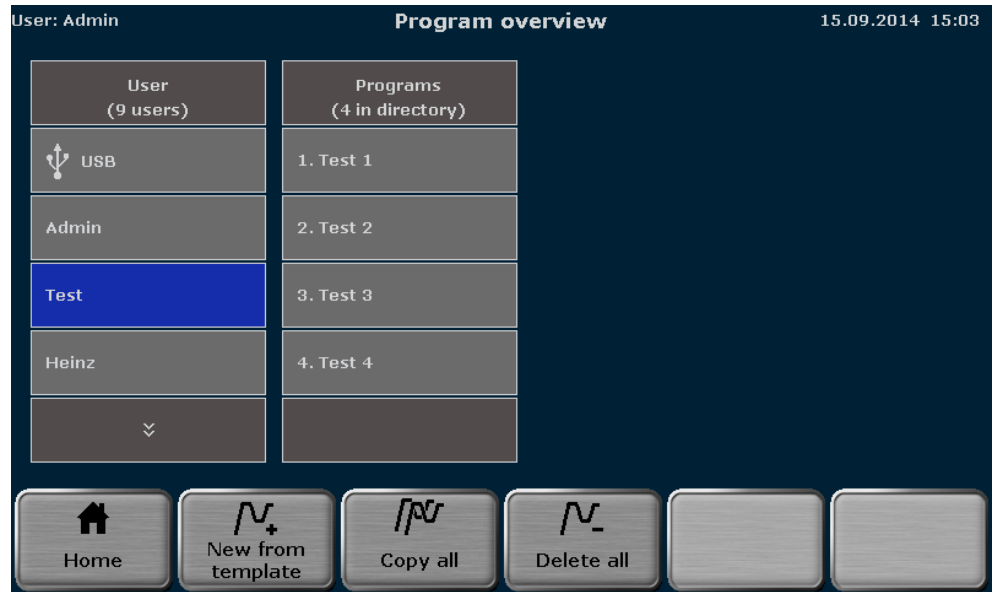 User: Admin
Program overview
15.09.2014 15:03
User
(9 users)
Programs
(4 in directory)
USB
1. Test 1
Admin
2. Test 2
Test
3. Test 3
Heinz
4. Test 4
Home
New from
template
Copy all
Delete all